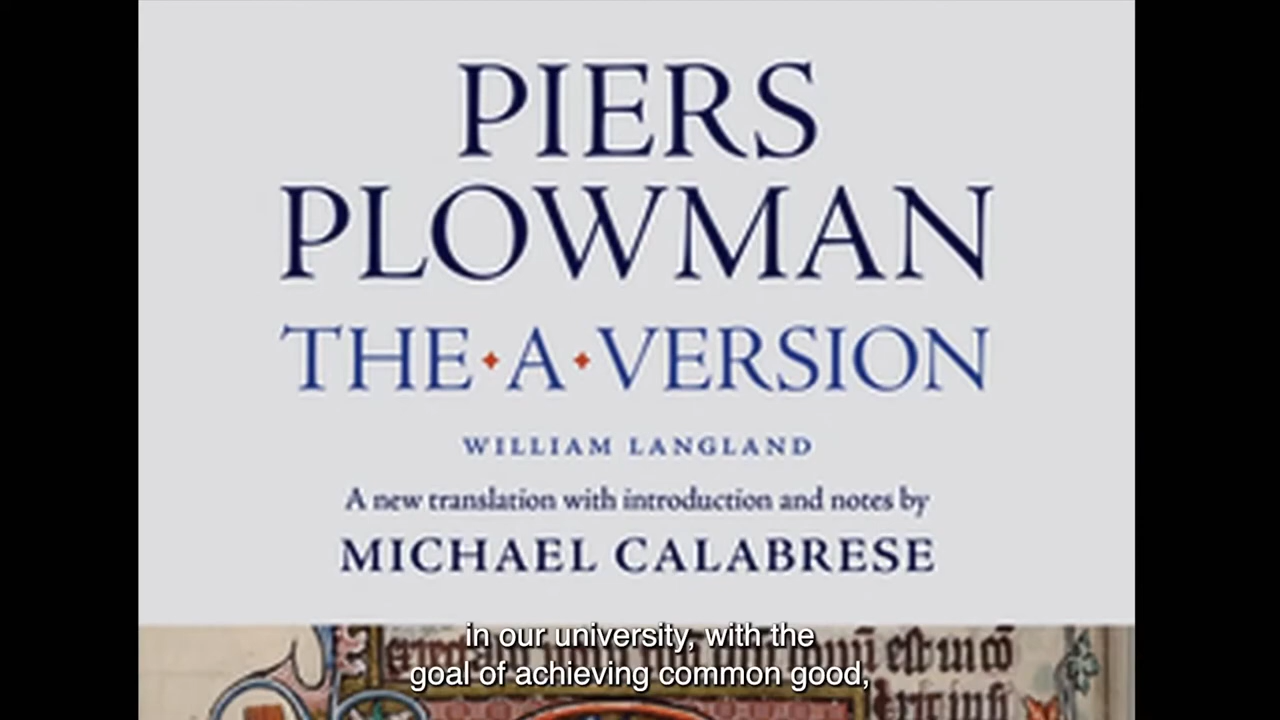 PIERS
PLOWMAN
THE·A·VERSION
WILLIAM LANGLAND
A new translation with introduction and notes by
MICHAEL CALABRESE
in our university, with the
goal of achieving common good,